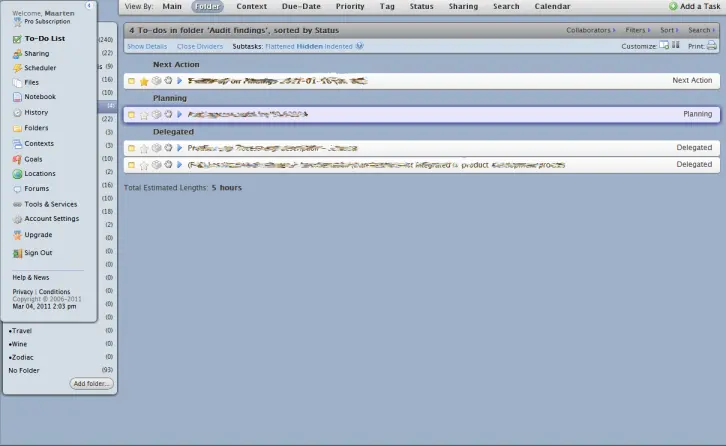 Welcome, Maarten
Pro Subscription
To-Do List
Sharing
Scheduler
Files
Notebook
History
Folders
Contexts
Goals
Locations
Forums
Tools & Services
Account Settings
Upgrade
Sign Out
Help & News
Privacy | Conditions
Copyright © 2006-2011
Mar 04, 2011 2:03 pm
(240)
(22)
(9)
(16)
(10)
(4)
(22)
(3)
(3)
(10)
(2)
(16)
(10)
(18)
(2)
(0)
(0)
(0)
(0)
(0)
(0)
(0)
•Travel (0)
•Wine (0)
•Zodiac (0)
No Folder (93)
Add folder...
View By: Main Folder Context Due-Date Priority Tag Status Sharing Search Calendar Add a Task
4 To-dos in folder 'Audit findings', sorted by Status Collaborators Filters Sort Search
Show Details Close Dividers Subtasks: Flattened Hidden Indented Customize: Print:
Next Action
Next Action
Planning
Planning
Delegated
Delegated
integrated product Delegated
Total Estimated Lengths: 5 hours